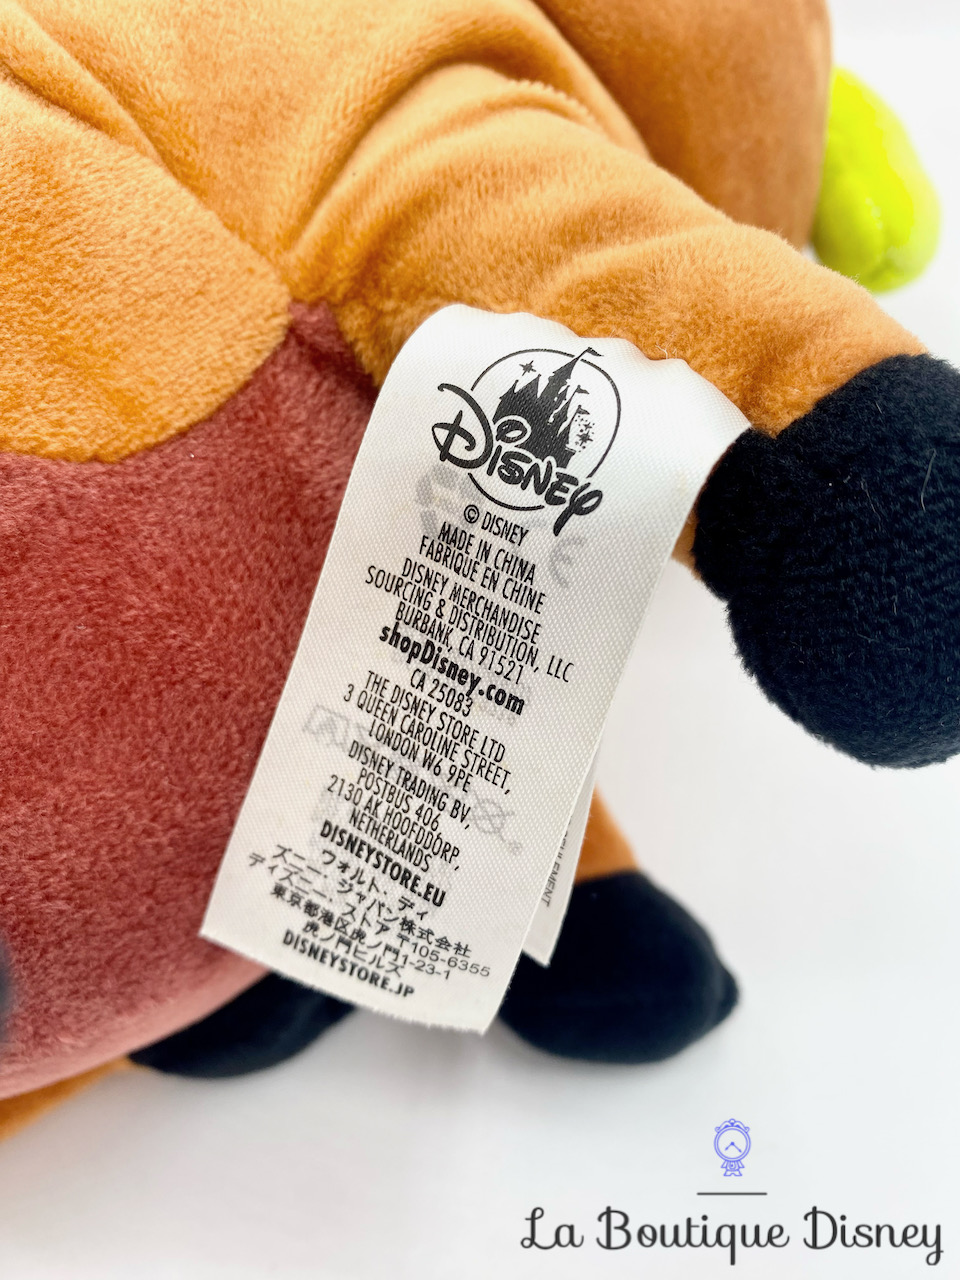 Disney
© DISNEY
MADE IN CHINA
FABRIQUE EN CHINE
DISNEY MERCHANDISE
SOURCING & DISTRIBUTION, LLC
BURBANK, CA 91521
shopDisney.com
CA 25083
THE DISNEY STORE LTD
3 QUEEN CAROLINE STREET,
LONDON W6 9PE
DISNEY TRADING BV,
POSTBUS 406
2130 AK HOOFDDORP,
NETHERLANDS
DISNEYSTORE.EU
ウォルト・ディ
ズニー・ジャパン株式会社
ディズニー・ストア 〒105-6355
東京都港区虎ノ門1-23-1
虎ノ門ヒルズ
DISNEYSTORE.JP
La Boutique Disney